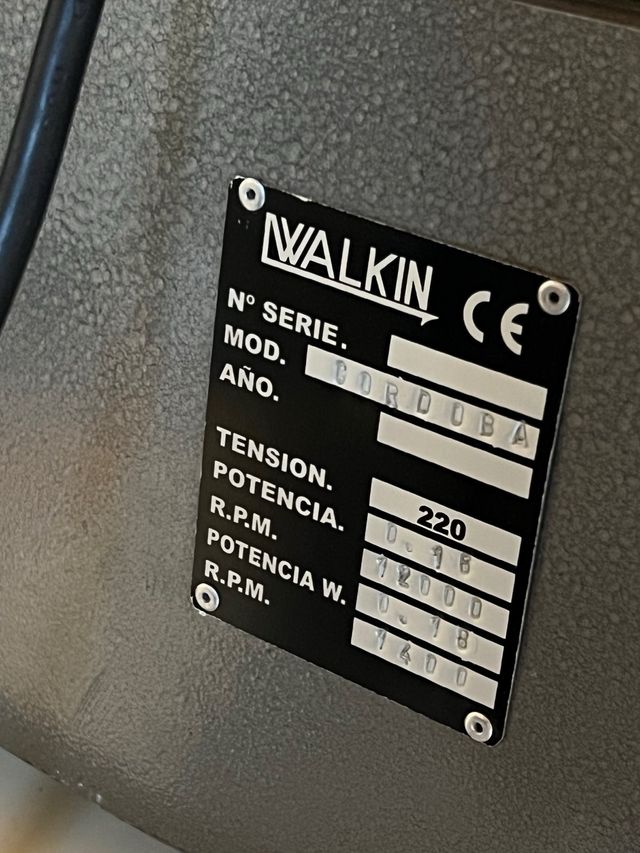 WALKIN CE
Nº SERIE.
MOD. CORDOBA
AÑO.
TENSION. 220
POTENCIA. 0.18
R.P.M. 12000
POTENCIA W. 0.18
R.P.M. 1400